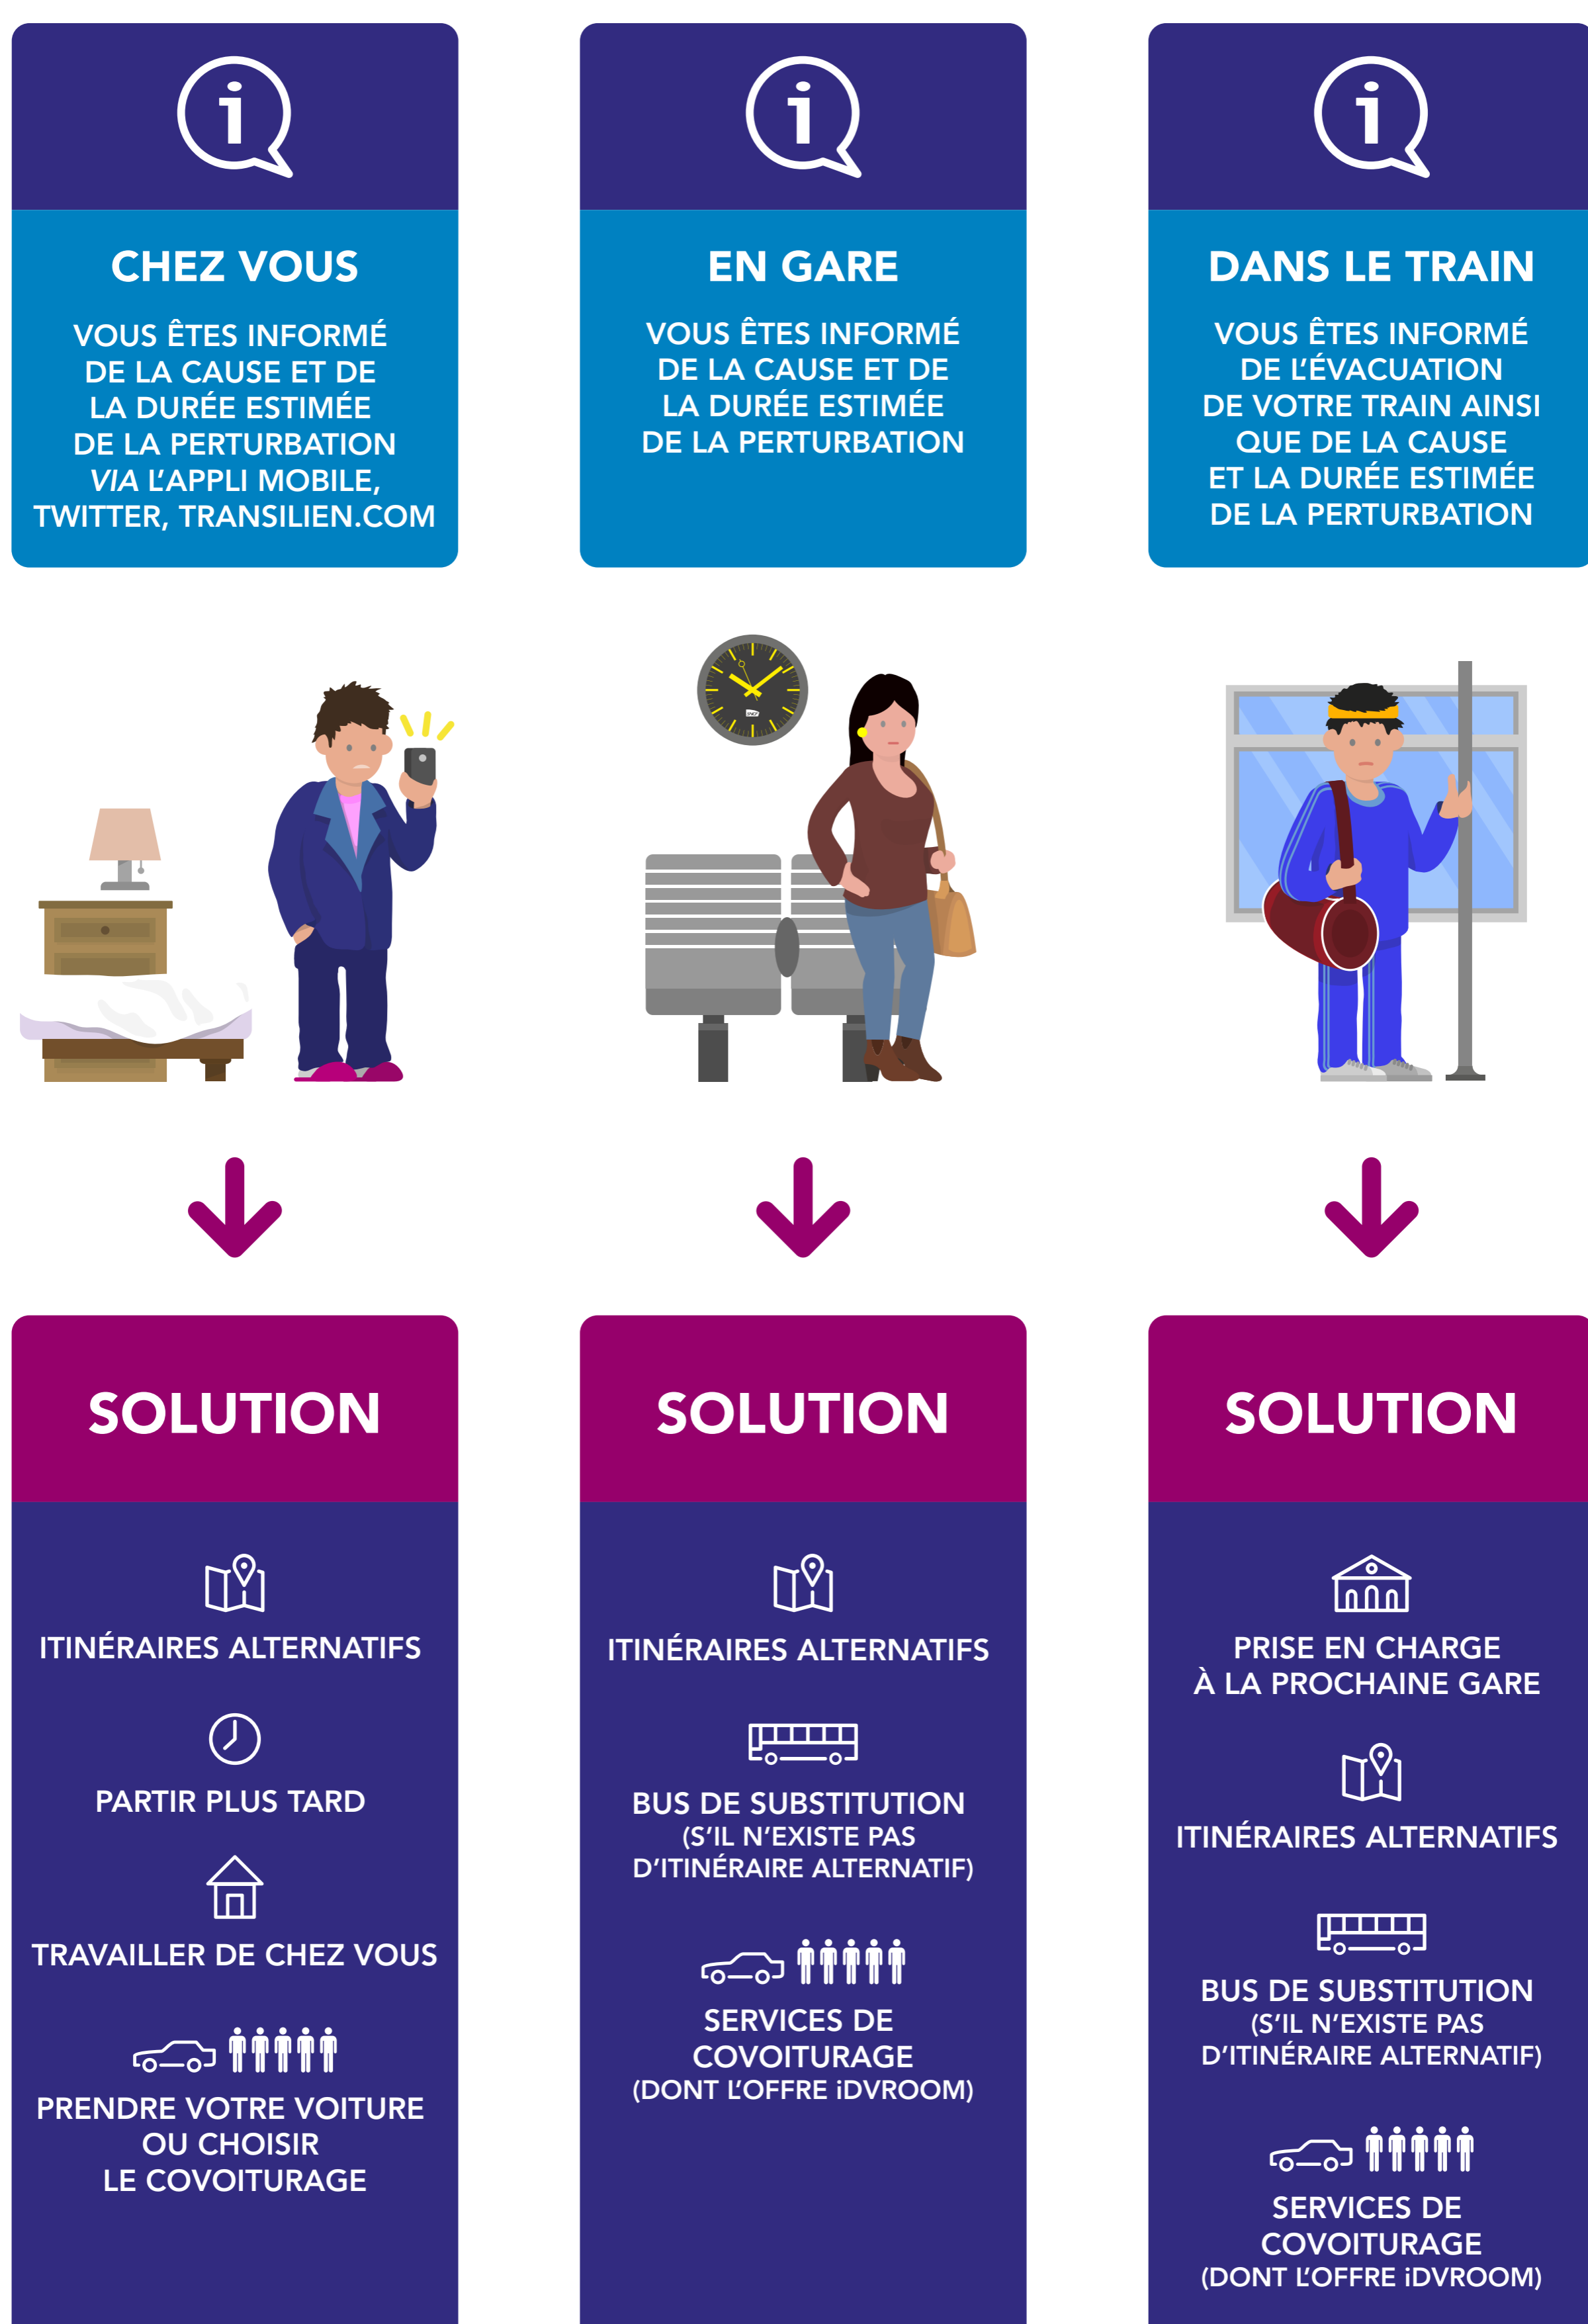 CHEZ VOUS
VOUS ÊTES INFORMÉ
DE LA CAUSE ET DE
LA DURÉE ESTIMÉE
DE LA PERTURBATION
VIA L'APPLI MOBILE,
TWITTER, TRANSILIEN.COM
EN GARE
VOUS ÊTES INFORMÉ
DE LA CAUSE ET DE
LA DURÉE ESTIMÉE
DE LA PERTURBATION
DANS LE TRAIN
VOUS ÊTES INFORMÉ
DE L'ÉVACUATION
DE VOTRE TRAIN AINSI
QUE DE LA CAUSE
ET LA DURÉE ESTIMÉE
DE LA PERTURBATION
SOLUTION
ITINÉRAIRES ALTERNATIFS
PARTIR PLUS TARD
TRAVAILLER DE CHEZ VOUS
PRENDRE VOTRE VOITURE
OU CHOISIR
LE COVOITURAGE
SOLUTION
ITINÉRAIRES ALTERNATIFS
BUS DE SUBSTITUTION
(S'IL N'EXISTE PAS
D'ITINÉRAIRE ALTERNATIF)
SERVICES DE
COVOITURAGE
(DONT L'OFFRE iDVROOM)
SOLUTION
PRISE EN CHARGE
À LA PROCHAINE GARE
ITINÉRAIRES ALTERNATIFS
BUS DE SUBSTITUTION
(S'IL N'EXISTE PAS
D'ITINÉRAIRE ALTERNATIF)
SERVICES DE
COVOITURAGE
(DONT L'OFFRE iDVROOM)